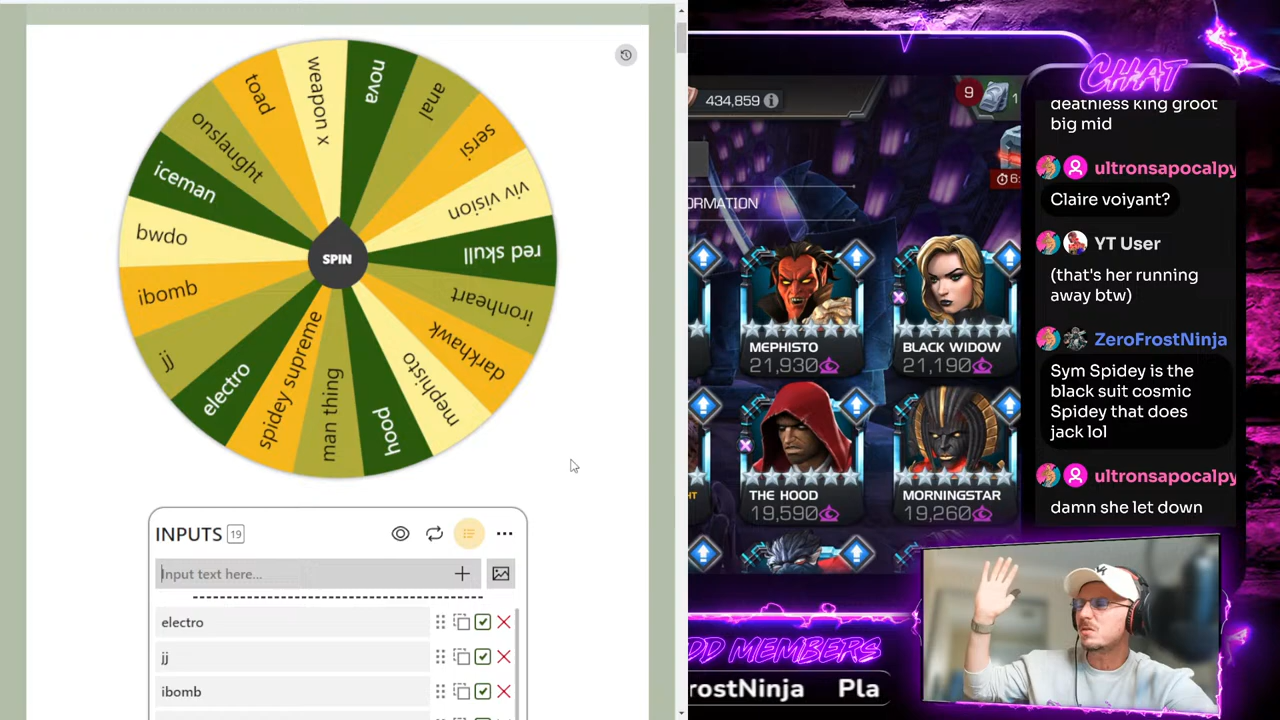 weapon x
nova
anal
sersi
viv vision
red skull
ironheart
darkhawk
mephisto
hood
man thing
spidey supreme
electro
jj
ibomb
bwdo
iceman
onslaught
toad
SPIN
INPUTS 19
Input text here...
electro
jj
ibomb
434,859
9
1
ORMATION
MEPHISTO
21,930
BLACK WIDOW
21,190
THE HOOD
19,590
MORNINGSTAR
19,260
HT
6:
CHAT
deathless king groot
big mid
ultronsapocalpy
Claire voiyant?
YT User
(that's her running
away btw)
ZeroFrostNinja
Sym Spidey is the
black suit cosmic
Spidey that does
jack lol
ultronsapocalpy
damn she let down
DD MEMBERS
rostNinja Pla